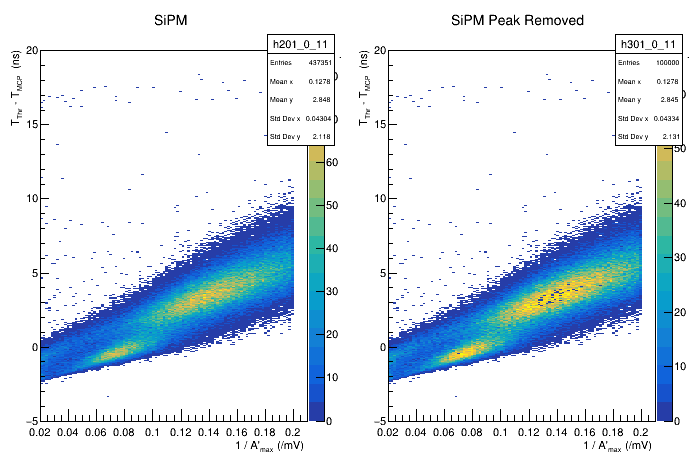 SiPM
SiPM Peak Removed
h201_0_11
Entries 437351
Mean x 0.1278
Mean y 2.848
Std Dev x 0.04304
Std Dev y 2.118
T_Thr - T_MCP (ns)
20
15
10
5
0
−5
0.02 0.04 0.06 0.08 0.1 0.12 0.14 0.16 0.18 0.2
1 / A'_max (/mV)
60
50
40
30
20
10
0
h301_0_11
Entries 100000
Mean x 0.1278
Mean y 2.845
Std Dev x 0.04334
Std Dev y 2.131
T_Thr - T_MCP (ns)
20
15
10
5
0
−5
0.02 0.04 0.06 0.08 0.1 0.12 0.14 0.16 0.18 0.2
1 / A'_max (/mV)
50
40
30
20
10
0